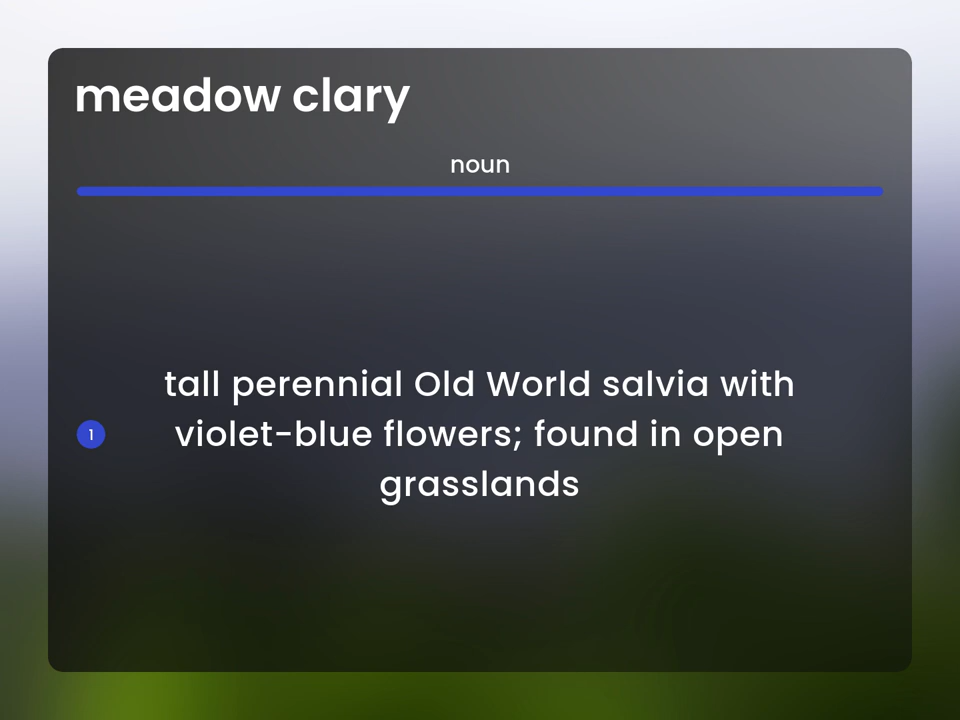 meadow clary
noun
tall perennial Old World salvia with
1
violet-blue flowers; found in open
grasslands